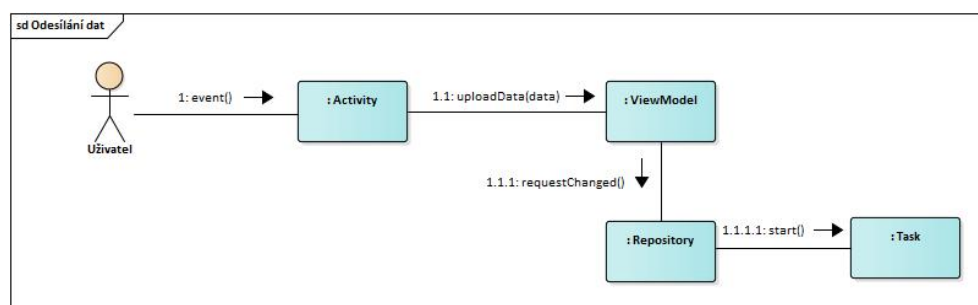 sd Odesílání dat
1: event()
: Activity
1.1: uploadData(data)
: ViewModel
Uživatel
1.1.1: requestChanged()
: Repository
1.1.1.1: start()
: Task